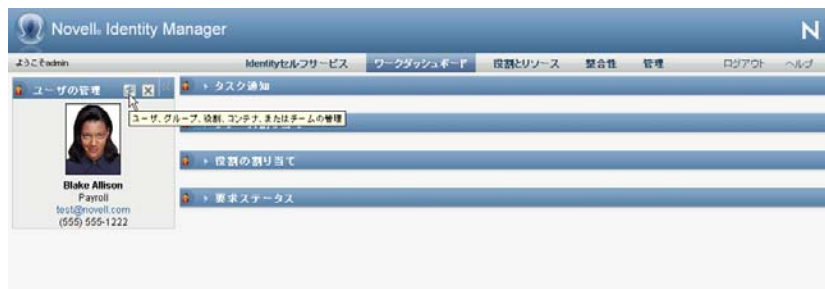 Novell® Identity Manager
N
ようこそadmin
Identityセルフサービス ワークダッシュボード 役割とリソース 整合性 管理 ログアウト ヘルプ
ユーザの管理
タスク通知
ユーザ、グループ、役割、コンテナ、またはチームの管理
役割の割り当て
要求ステータス
Blake Allison
Payroll
test@novell.com
(555) 555-1222